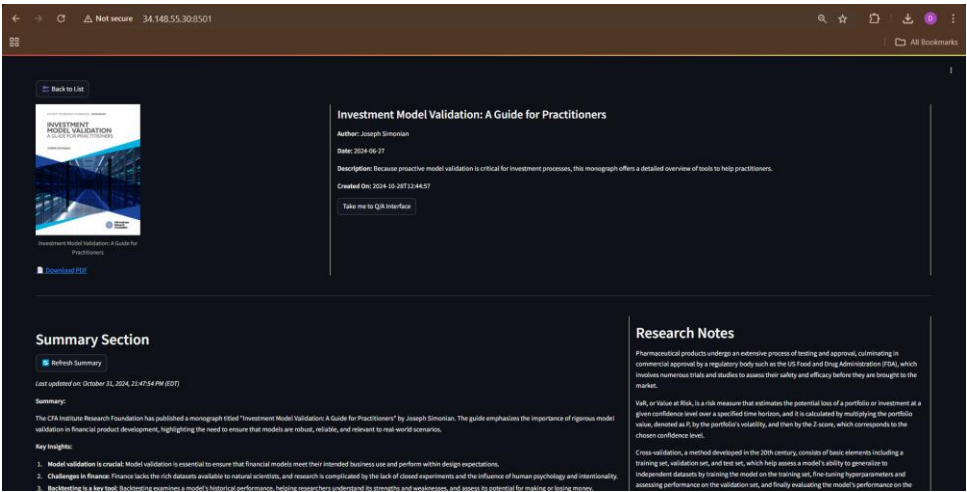 Not secure 34.148.55.30:8501
All Bookmarks
Back to List
INVESTMENT
MODEL VALIDATION
A GUIDE FOR PRACTITIONERS
Investment Model Validation: A Guide for
Practitioners
Download PDF
Investment Model Validation: A Guide for Practitioners
Author: Joseph Simonian
Date: 2024-06-27
Description: Because proactive model validation is critical for investment processes, this monograph offers a detailed overview of tools to help practitioners.
Created On: 2024-10-28T12:44:57
Take me to Q/A Interface
Summary Section
Refresh Summary
Last updated on: October 31, 2024, 21:47:54 PM (EDT)
Summary:
The CFA Institute Research Foundation has published a monograph titled "Investment Model Validation: A Guide for Practitioners" by Joseph Simonian. The guide emphasizes the importance of rigorous model
validation in financial product development, highlighting the need to ensure that models are robust, reliable, and relevant to real-world scenarios.
Key Insights:
1. Model validation is crucial: Model validation is essential to ensure that financial models meet their intended business use and perform within design expectations.
2. Challenges in finance: Finance lacks the rich datasets available to natural scientists, and research is complicated by the lack of closed experiments and the influence of human psychology and intentionality.
3. Backtesting is a key tool: Backtesting examines a model's historical performance, helping researchers understand its strengths and weaknesses, and assess its potential for making or losing money.
Research Notes
Pharmaceutical products undergo an extensive process of testing and approval, culminating in
commercial approval by a regulatory body such as the US Food and Drug Administration (FDA), which
involves numerous trials and studies to assess their safety and efficacy before they are brought to the
market.
VaR, or Value at Risk, is a risk measure that estimates the potential loss of a portfolio or investment at a
given confidence level over a specified time horizon, and it is calculated by multiplying the portfolio
value, denoted as P, by the portfolio's volatility, and then by the Z-score, which corresponds to the
chosen confidence level.
Cross-validation, a method developed in the 20th century, consists of basic elements including a
training set, validation set, and test set, which help assess a model's ability to generalize to
independent datasets by training the model on the training set, fine-tuning hyperparameters and
assessing performance on the validation set, and finally evaluating the model's performance on the